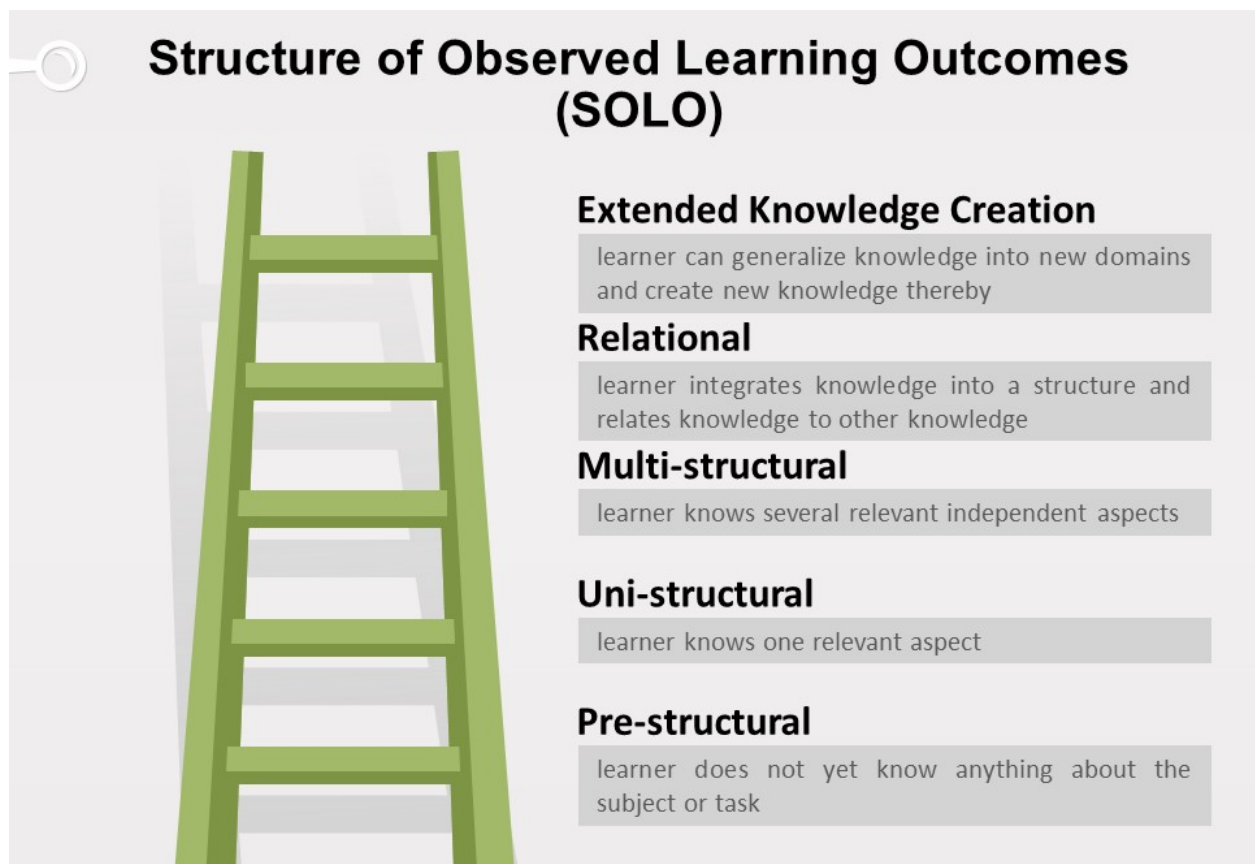 Structure of Observed Learning Outcomes
(SOLO)
Extended Knowledge Creation
learner can generalize knowledge into new domains
and create new knowledge thereby
Relational
learner integrates knowledge into a structure and
relates knowledge to other knowledge
Multi-structural
learner knows several relevant independent aspects
Uni-structural
learner knows one relevant aspect
Pre-structural
learner does not yet know anything about the
subject or task